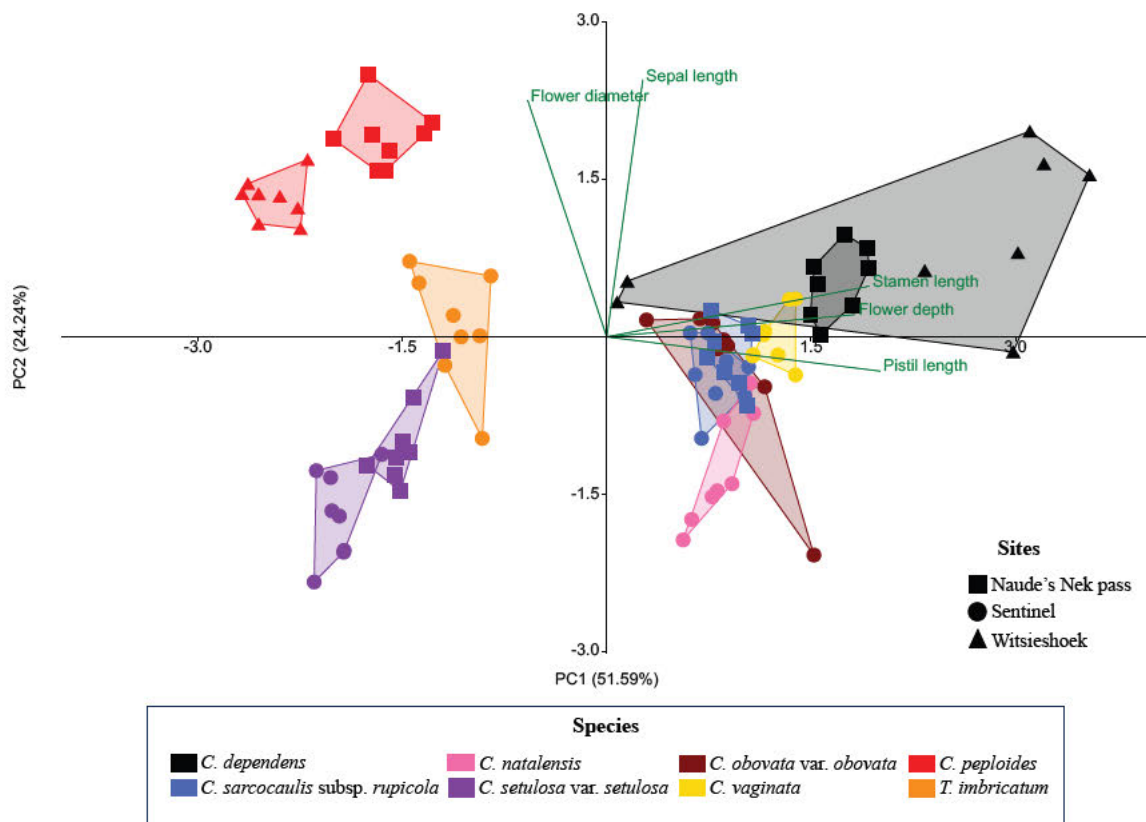 3.0
Sepal length
Flower diameter
1.5
Stamen length
Flower depth
-3.0 -1.5 1.5 3.0
Pistil length
PC2 (24.24%)
-1.5
Sites
Naude's Nek pass
Sentinel
Witsieshoek
-3.0
PC1 (51.59%)
Species
C. dependens C. natalensis C. obovata var. obovata C. peploides
C. sarcocaulis subsp. rupicola C. setulosa var. setulosa C. vaginata T. imbricatum